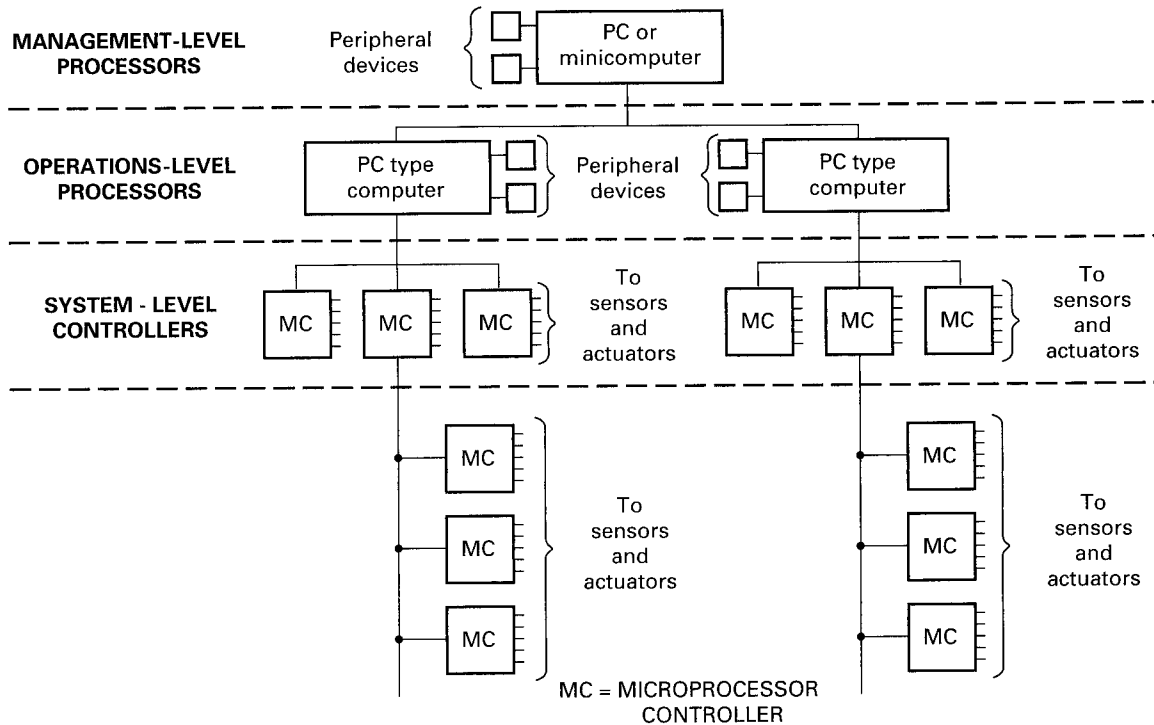 MANAGEMENT-LEVEL
PROCESSORS
Peripheral
devices
PC or
minicomputer
OPERATIONS-LEVEL
PROCESSORS
PC type
computer
Peripheral
devices
PC type
computer
SYSTEM - LEVEL
CONTROLLERS
MC
MC
MC
To
sensors
and
actuators
MC
MC
MC
To
sensors
and
actuators
MC
MC
MC
To
sensors
and
actuators
MC
MC
MC
To
sensors
and
actuators
MC = MICROPROCESSOR
CONTROLLER